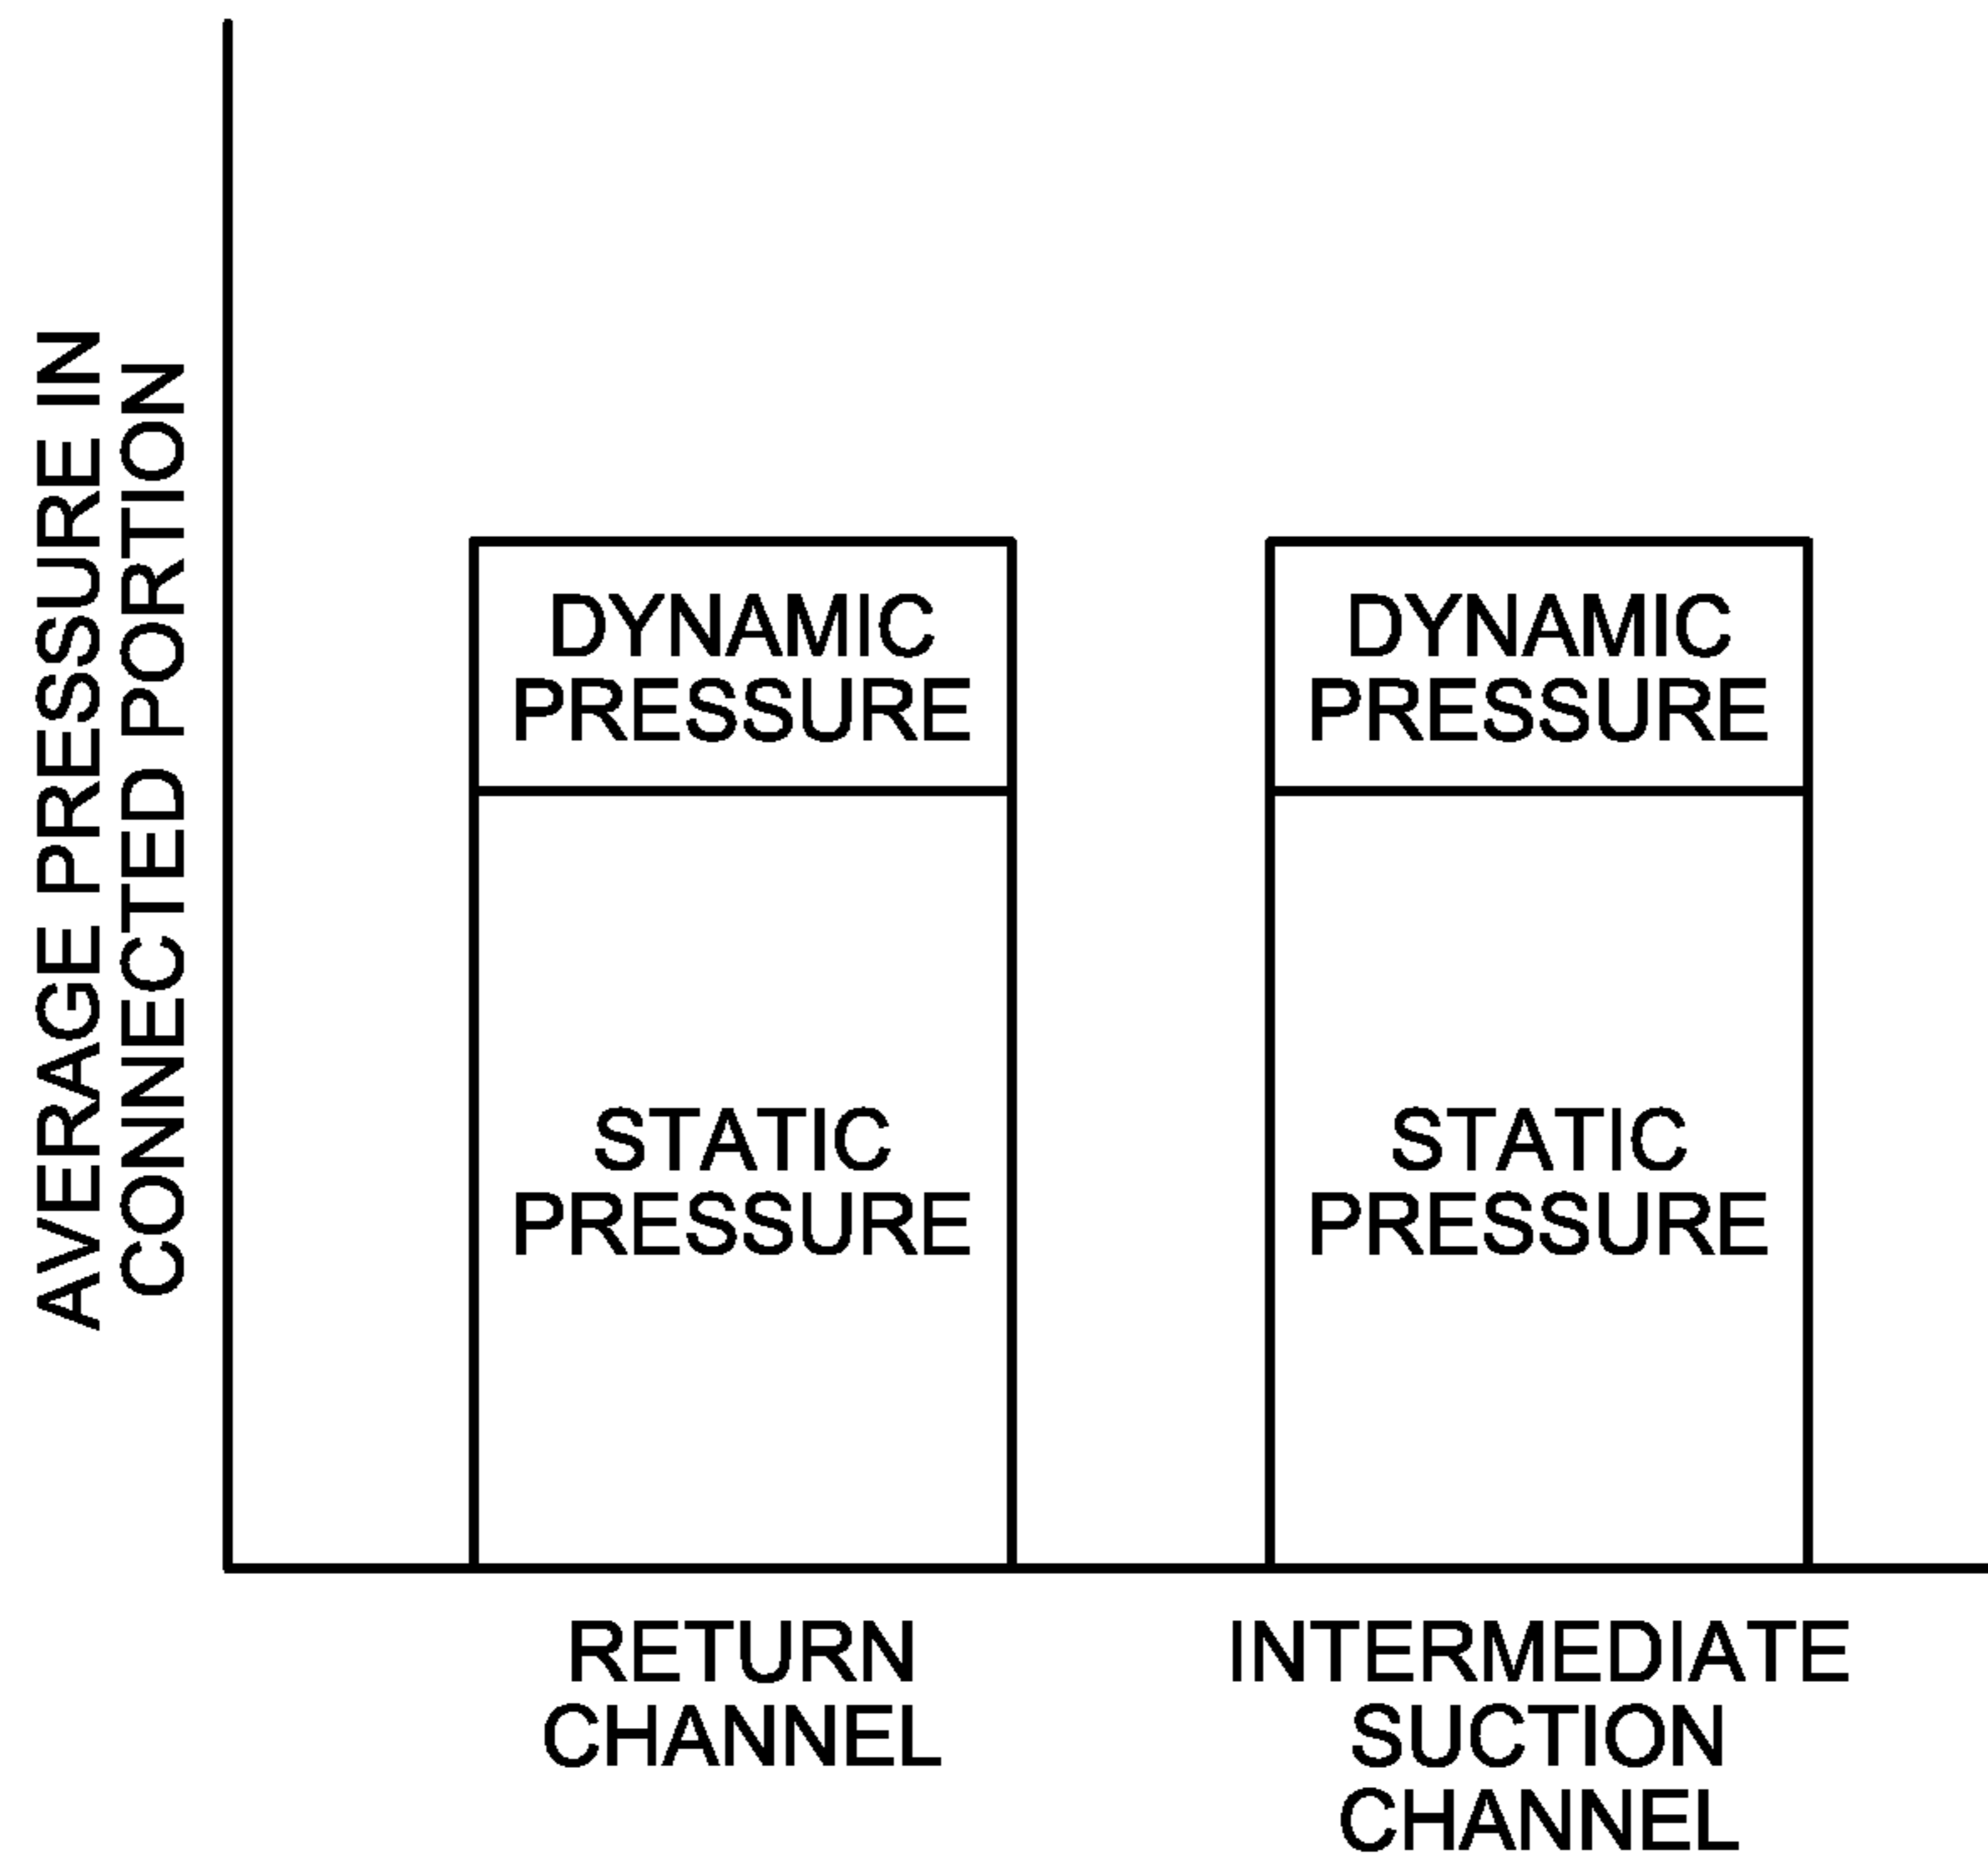 AVERAGE PRESSURE IN
CONNECTED PORTION
DYNAMIC
PRESSURE
STATIC
PRESSURE
DYNAMIC
PRESSURE
STATIC
PRESSURE
RETURN
CHANNEL
INTERMEDIATE
SUCTION
CHANNEL